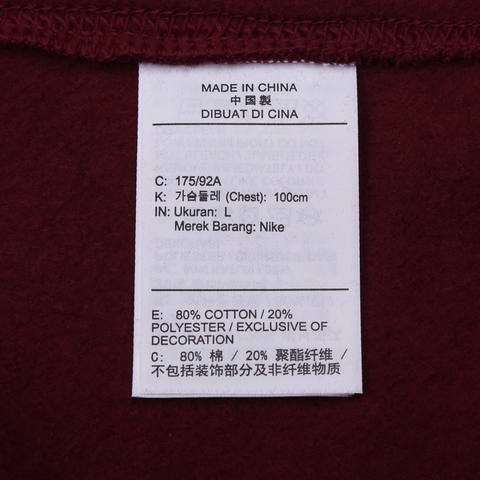 MADE IN CHINA
中国製
DIBUAT DI CINA
C: 175/92A
K: 가슴둘레 (Chest): 100cm
IN: Ukuran: L
Merek Barang: Nike
E: 80% COTTON / 20%
POLYESTER / EXCLUSIVE OF
DECORATION
C: 80% 棉 / 20% 聚酯纤维 /
不包括装饰部分及非纤维物质